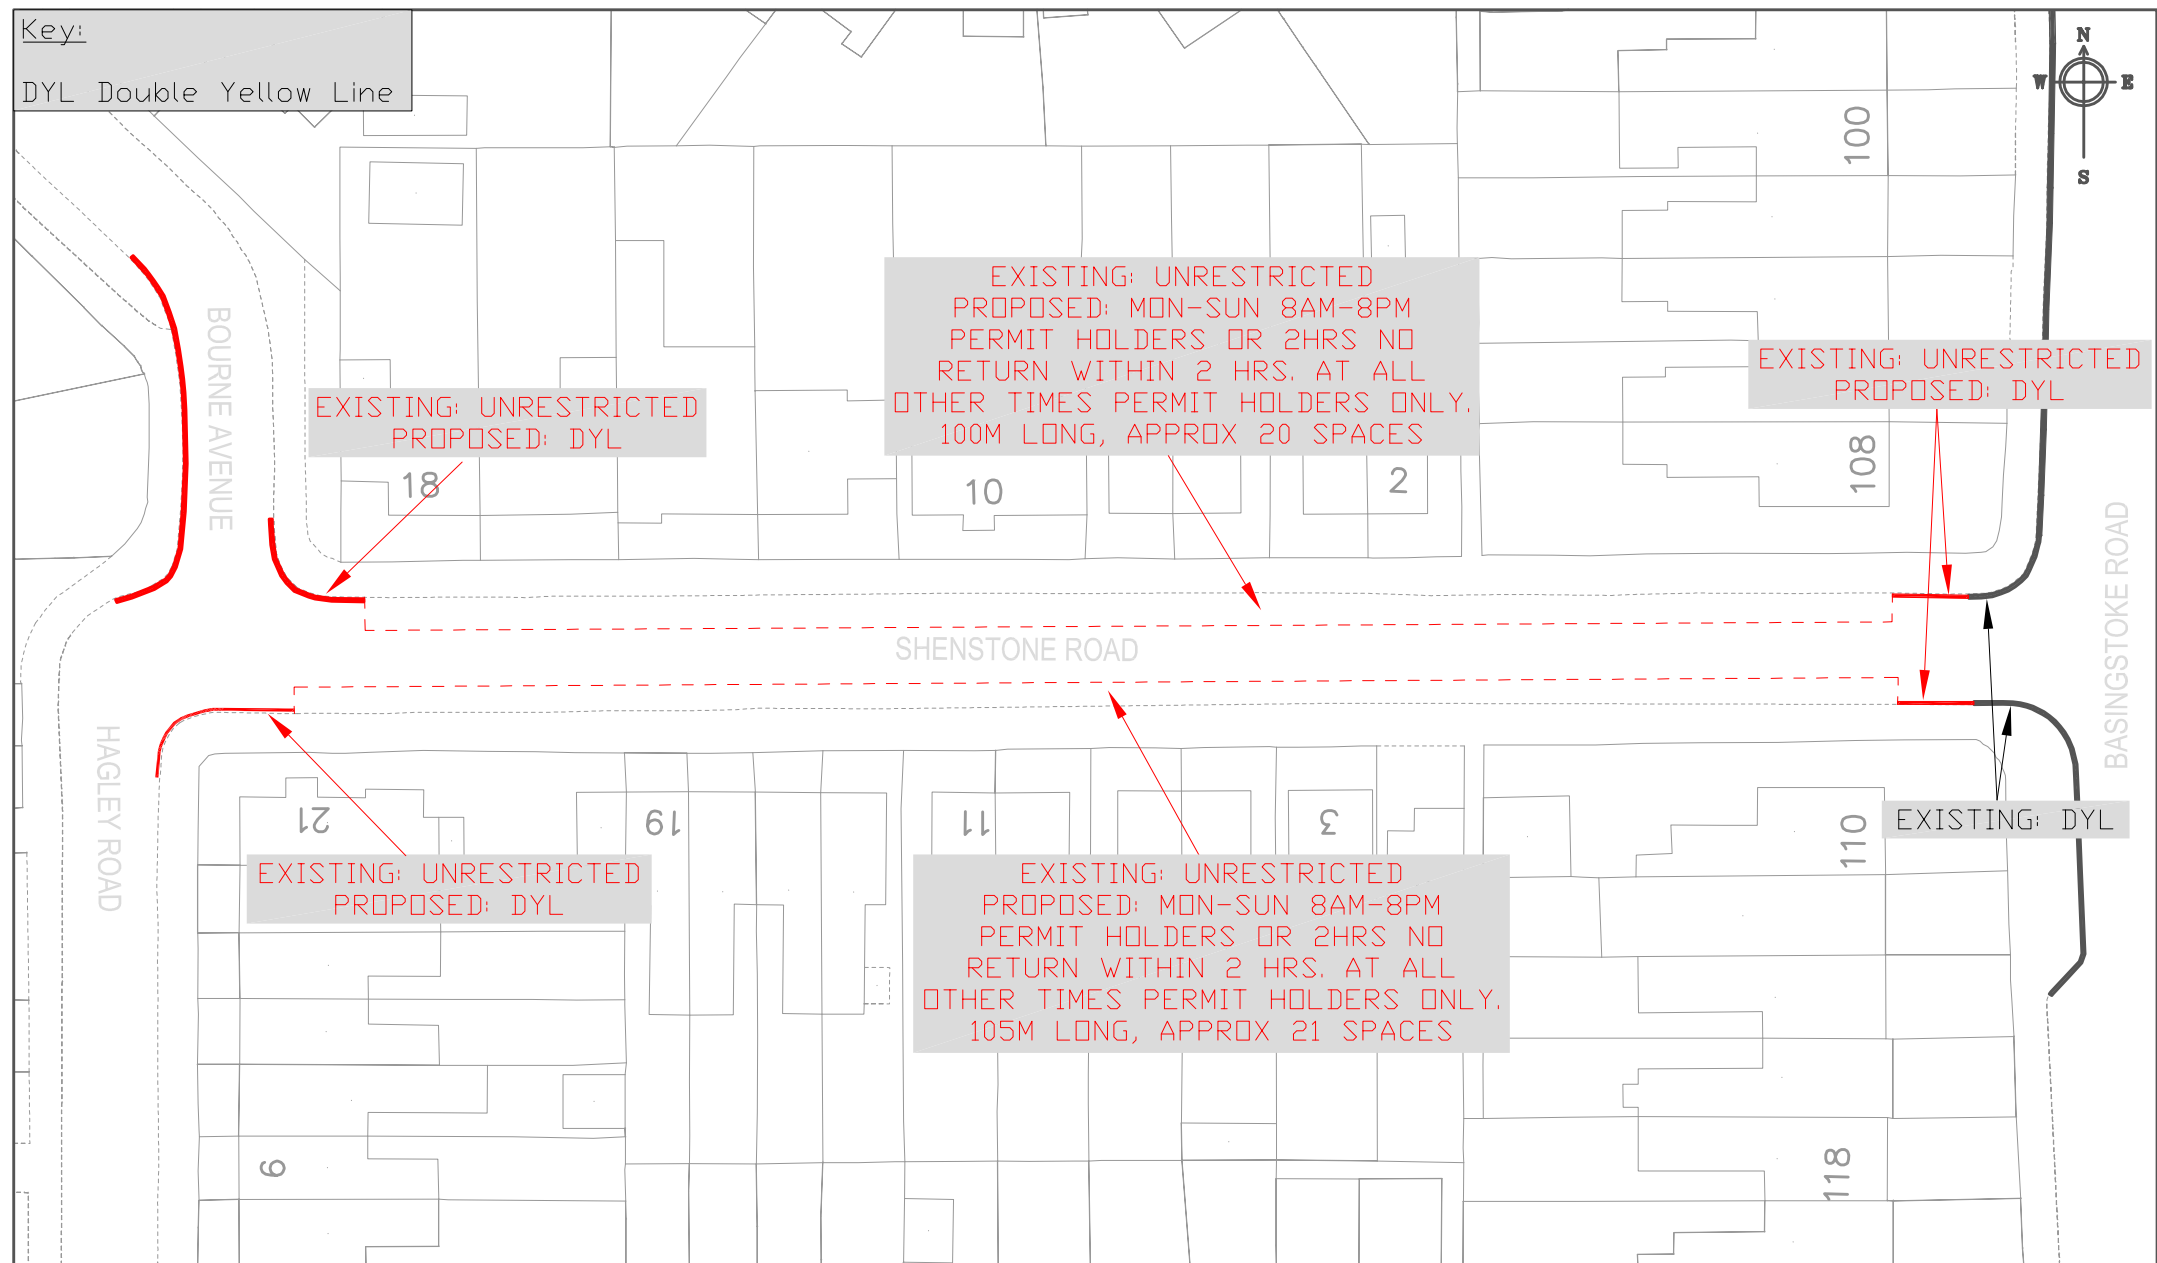 Key:
DYL Double Yellow Line
N
W E
S
100
EXISTING: UNRESTRICTED
PROPOSED: MON-SUN 8AM-8PM
PERMIT HOLDERS OR 2HRS NO
RETURN WITHIN 2 HRS. AT ALL
OTHER TIMES PERMIT HOLDERS ONLY.
100M LONG, APPROX 20 SPACES
EXISTING: UNRESTRICTED
PROPOSED: DYL
BOURNE AVENUE
EXISTING: UNRESTRICTED
PROPOSED: DYL
18
10
2
108
SHENSTONE ROAD
BASINGSTOKE ROAD
HAGLEY ROAD
21
19
11
3
110
EXISTING: DYL
EXISTING: UNRESTRICTED
PROPOSED: DYL
EXISTING: UNRESTRICTED
PROPOSED: MON-SUN 8AM-8PM
PERMIT HOLDERS OR 2HRS NO
RETURN WITHIN 2 HRS. AT ALL
OTHER TIMES PERMIT HOLDERS ONLY.
105M LONG, APPROX 21 SPACES
9
118